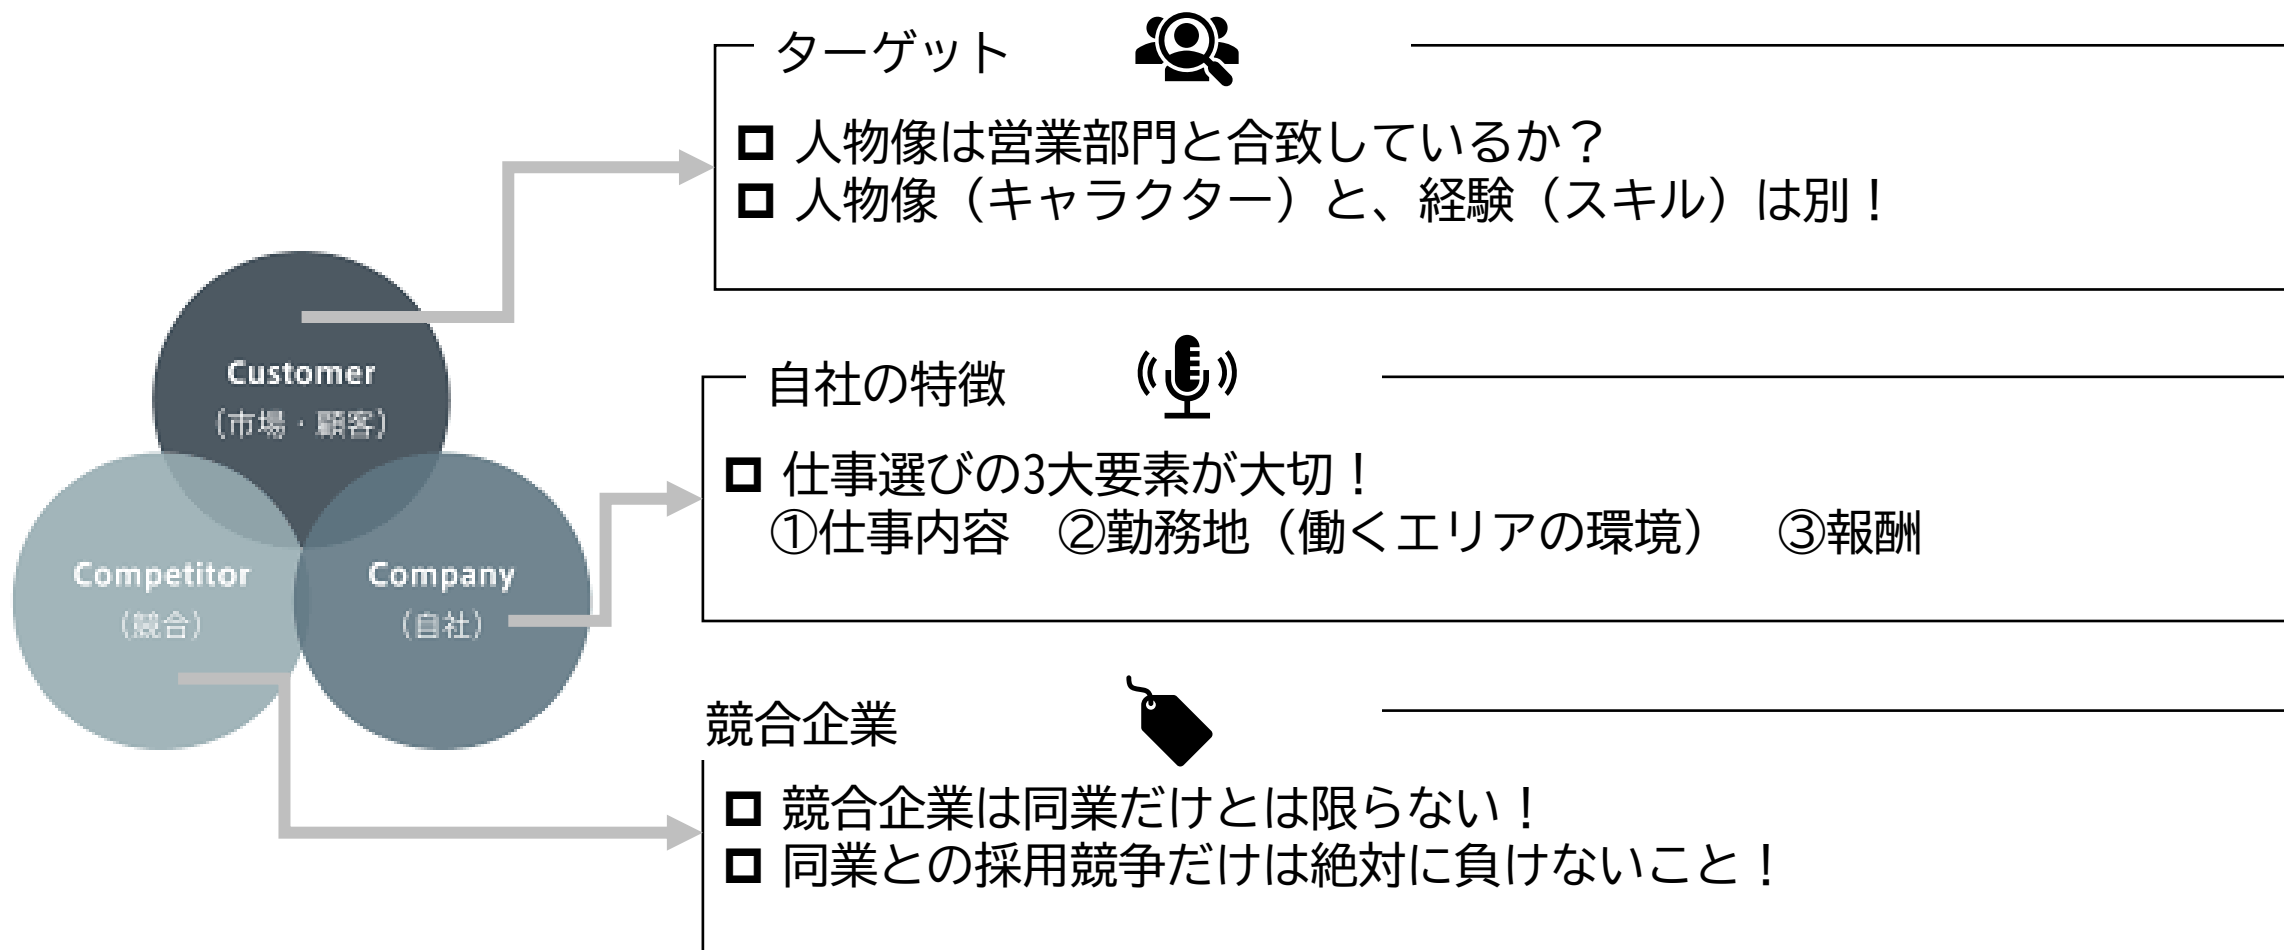 ターゲット
人物像は営業部門と合致しているか？
人物像（キャラクター）と、経験（スキル）は別！
Customer
（市場・顧客）
Competitor
（競合）
Company
（自社）
自社の特徴
仕事選びの3大要素が大切！
①仕事内容　②勤務地（働くエリアの環境）　③報酬
競合企業
競合企業は同業だけとは限らない！
同業との採用競争だけは絶対に負けないこと！